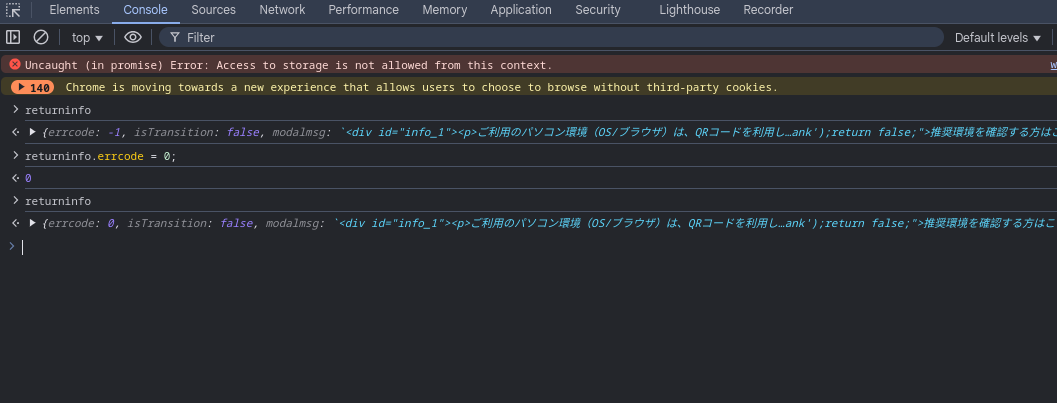 Elements Console Sources Network Performance Memory Application Security Lighthouse Recorder
top Filter Default levels
Uncaught (in promise) Error: Access to storage is not allowed from this context.
140 Chrome is moving towards a new experience that allows users to choose to browse without third-party cookies.
returninfo
{errcode: -1, isTransition: false, modalmsg: `<div id="info_1"><p>ご利用のパソコン環境（OS/ブラウザ）は、QRコードを利用し…ank');return false;">推奨環境を確認する方はこ
returninfo.errcode = 0;
0
returninfo
{errcode: 0, isTransition: false, modalmsg: `<div id="info_1"><p>ご利用のパソコン環境（OS/ブラウザ）は、QRコードを利用し…ank');return false;">推奨環境を確認する方はこ